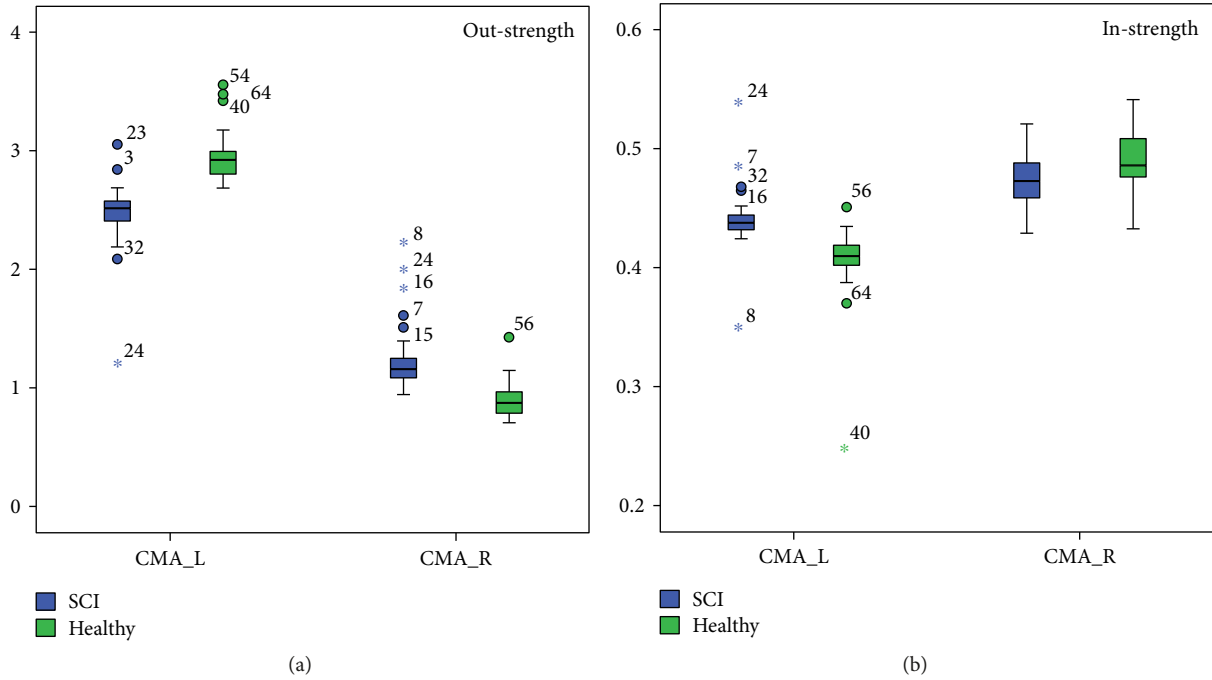 Out-strength
4
3
2
1
0
23
3
32
24
54
64
40
8
24
16
7
15
56
CMA_L
CMA_R
SCI
Healthy
(a)
In-strength
0.6
0.5
0.4
0.3
0.2
24
7
32
16
8
56
64
40
CMA_L
CMA_R
SCI
Healthy
(b)